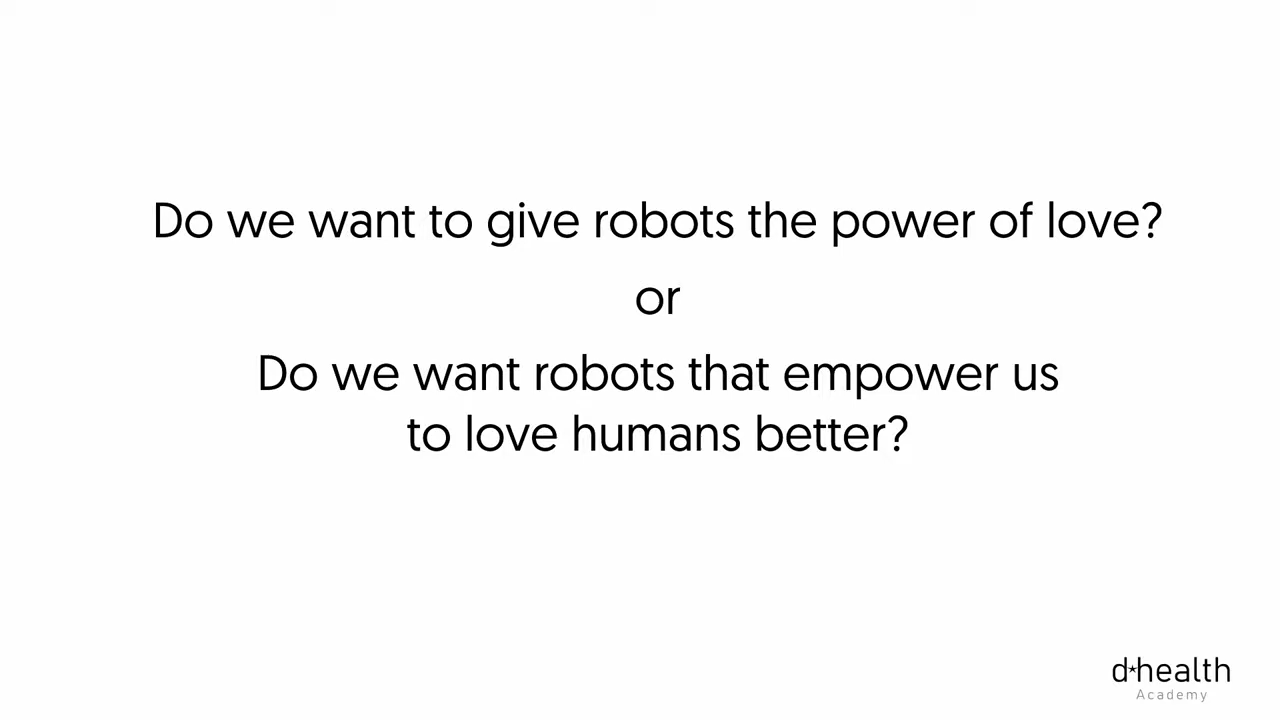 Do we want to give robots the power of love?
or
Do we want robots that empower us
to love humans better?
d*health
Academy